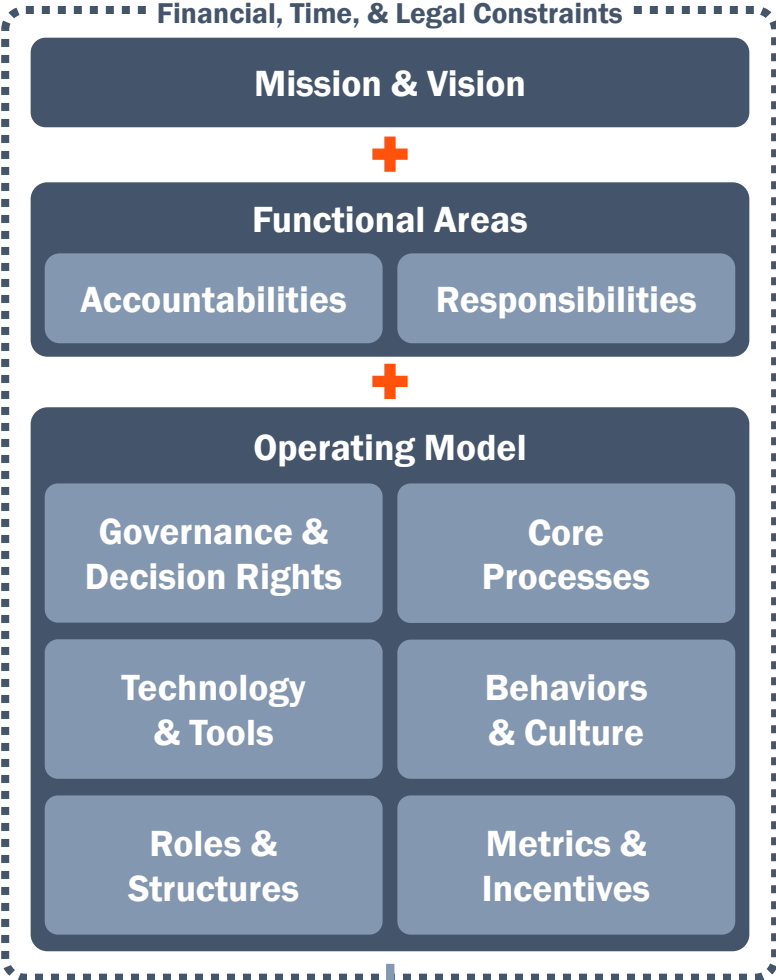 Financial, Time, & Legal Constraints
Mission & Vision
Functional Areas
Accountabilities
Responsibilities
Operating Model
Governance &
Decision Rights
Core
Processes
Technology
& Tools
Behaviors
& Culture
Roles &
Structures
Metrics &
Incentives